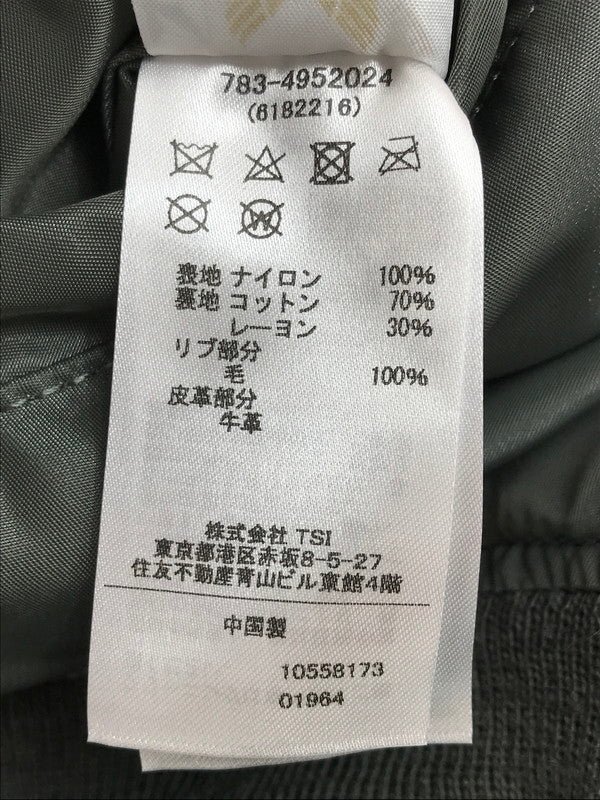 783-4952024
(6182216)
W
表地 ナイロン 100%
裏地 コットン 70%
レーヨン 30%
リブ部分
毛 100%
皮革部分
牛革
株式会社 TSI
東京都港区赤坂8-5-27
住友不動産青山ビル東館4階
中国製
10558173
01964